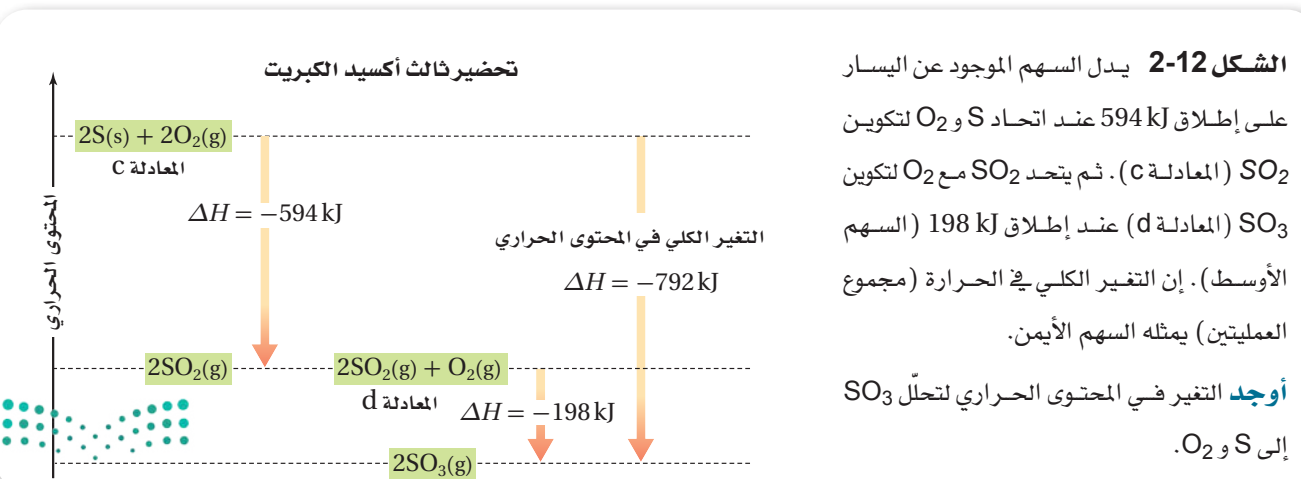 الشكل 12-2 يدل السهم الموجود عن اليسار
على إطلاق 594 kJ عند اتحاد S و O₂ لتكوين
SO₂ (المعادلة c). ثم يتحد SO₂ مع O₂ لتكوين
SO₃ (المعادلة d) عند إطلاق 198 kJ (السهم
الأوسط). إن التغير الكلي في الحرارة (مجموع
العمليتين) يمثله السهم الأيمن.
أوجد التغير في المحتوى الحراري لتحلّل SO₃
إلى S و O₂.
تحضير ثالث أكسيد الكبريت
المحتوى الحراري
2S(s) + 2O₂(g)
المعادلة c
ΔH = −594 kJ
التغير الكلي في المحتوى الحراري
ΔH = −792 kJ
2SO₂(g)
2SO₂(g) + O₂(g)
المعادلة d
ΔH = −198 kJ
2SO₃(g)